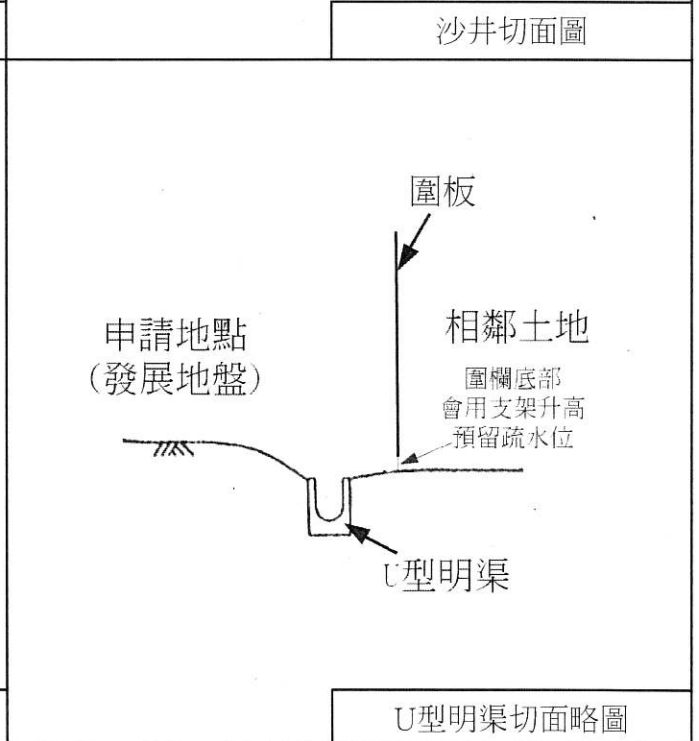 沙井切面圖
圍板
申請地點
(發展地盤)
相鄰土地
圍欄底部
會用支架升高
預留疏水位
U型明渠
U型明渠切面略圖